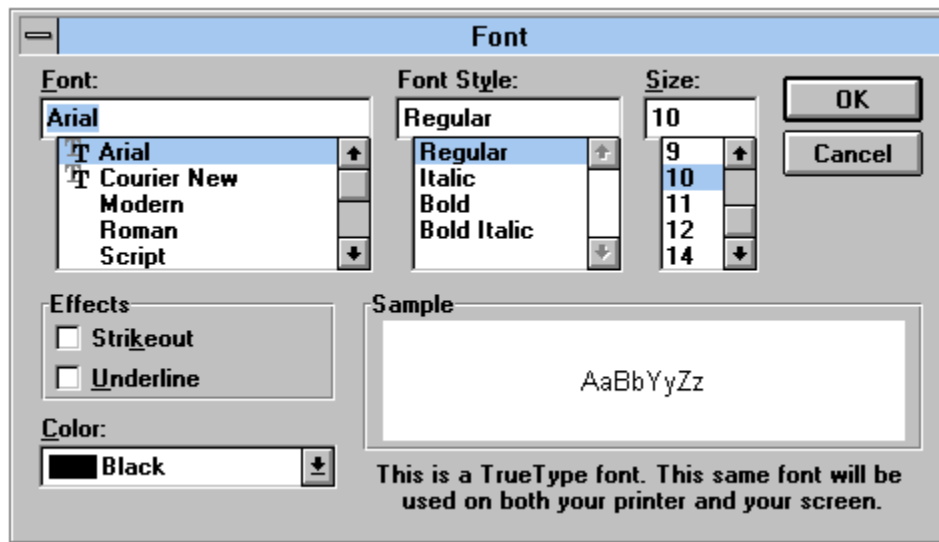 Font
Font:
Arial
Arial
Courier New
Modern
Roman
Script
Font Style:
Regular
Regular
Italic
Bold
Bold Italic
Size:
10
9
10
11
12
14
OK
Cancel
Effects
Strikeout
Underline
Color:
Black
Sample
AaBbYyZz
This is a TrueType font. This same font will be
used on both your printer and your screen.